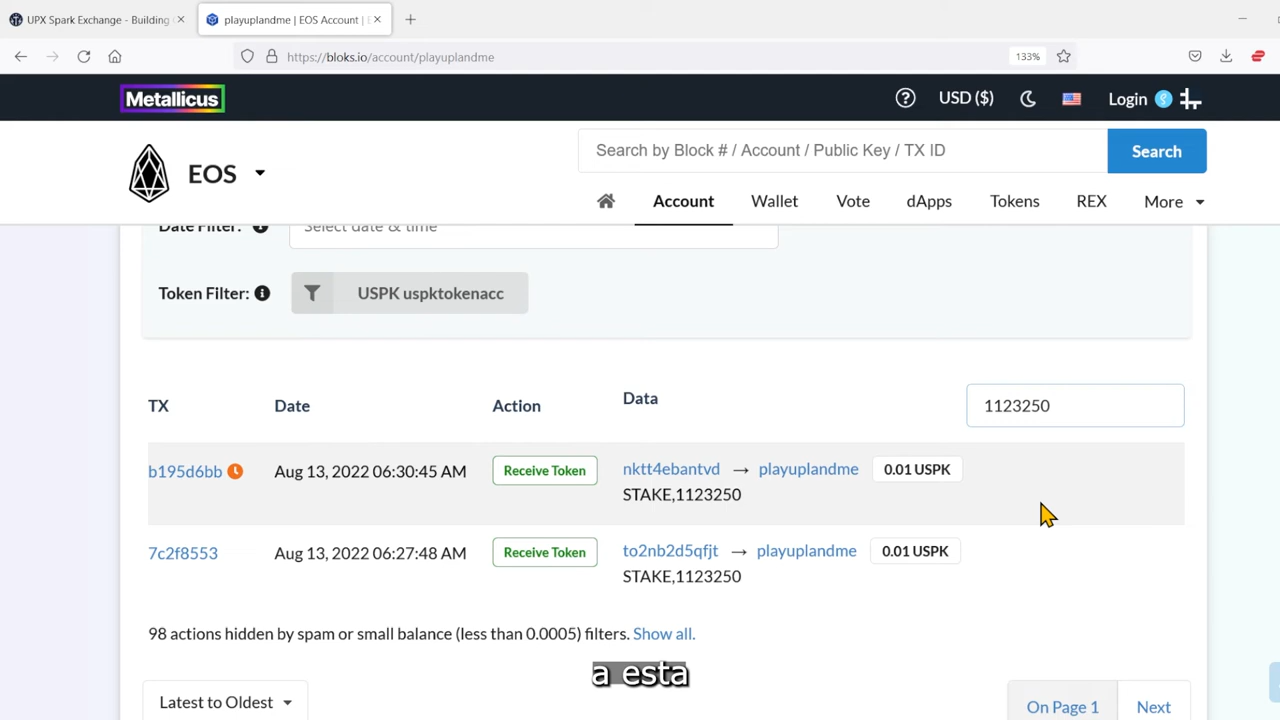 UPX Spark Exchange - Building
playuplandme | EOS Account | E
https://bloks.io/account/playuplandme
133%
Metallicus
USD ($)
Login
EOS
Search by Block # / Account / Public Key / TX ID
Search
Account
Wallet
Vote
dApps
Tokens
REX
More
Date Filter:
Select date & time
Token Filter:
USPK uspktokenacc
TX
Date
Action
Data
1123250
b195d6bb
Aug 13, 2022 06:30:45 AM
Receive Token
nktt4ebantvd → playuplandme
0.01 USPK
STAKE,1123250
7c2f8553
Aug 13, 2022 06:27:48 AM
Receive Token
to2nb2d5qfjt → playuplandme
0.01 USPK
STAKE,1123250
98 actions hidden by spam or small balance (less than 0.0005) filters. Show all.
a esta
Latest to Oldest
On Page 1
Next